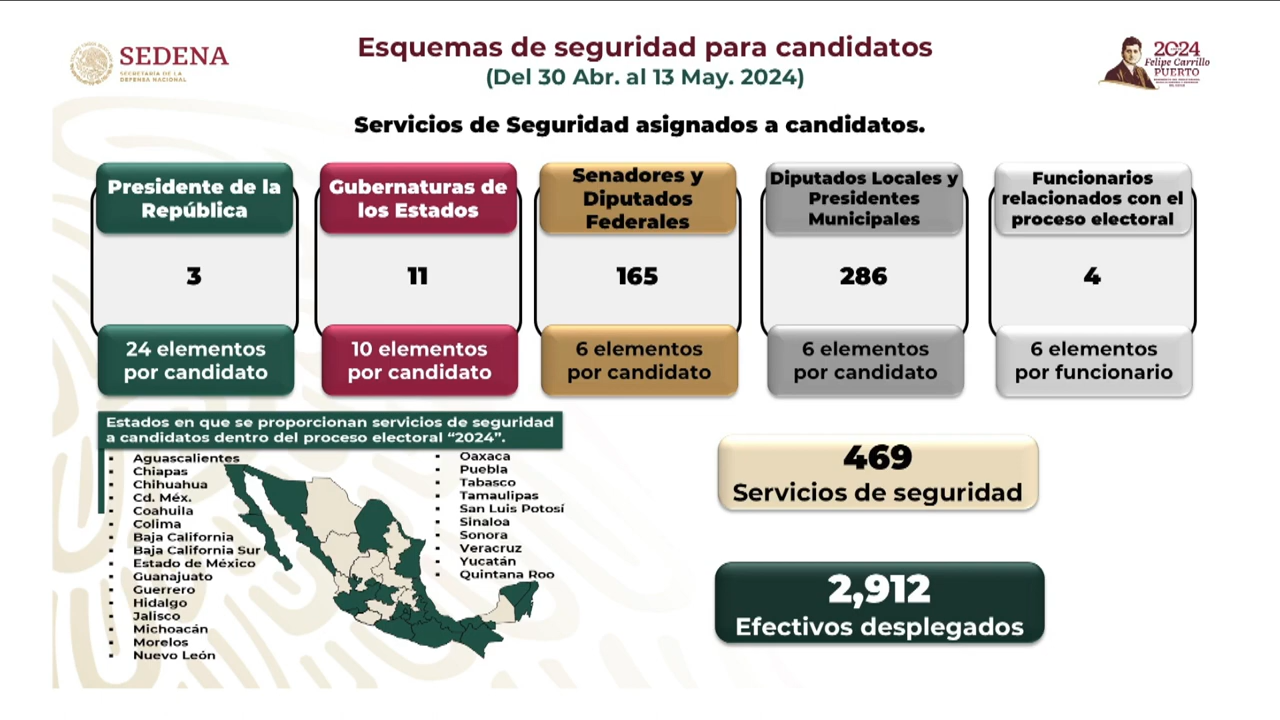 SEDENA
SECRETARÍA DE LA
DEFENSA NACIONAL
Esquemas de seguridad para candidatos
(Del 30 Abr. al 13 May. 2024)
2024
Felipe Carrillo
PUERTO
Servicios de Seguridad asignados a candidatos.
Presidente de la
República
3
24 elementos
por candidato
Gubernaturas de
los Estados
11
10 elementos
por candidato
Senadores y
Diputados
Federales
165
6 elementos
por candidato
Diputados Locales y
Presidentes
Municipales
286
6 elementos
por candidato
Funcionarios
relacionados con el
proceso electoral
4
6 elementos
por funcionario
Estados en que se proporcionan servicios de seguridad
a candidatos dentro del proceso electoral “2024”.
▪ Aguascalientes
▪ Chiapas
▪ Chihuahua
▪ Cd. Méx.
▪ Coahuila
▪ Colima
▪ Baja California
▪ Baja California Sur
▪ Estado de México
▪ Guanajuato
▪ Guerrero
▪ Hidalgo
▪ Jalisco
▪ Michoacán
▪ Morelos
▪ Nuevo León
▪ Oaxaca
▪ Puebla
▪ Tabasco
▪ Tamaulipas
▪ San Luis Potosí
▪ Sinaloa
▪ Sonora
▪ Veracruz
▪ Yucatán
▪ Quintana Roo
469
Servicios de seguridad
2,912
Efectivos desplegados